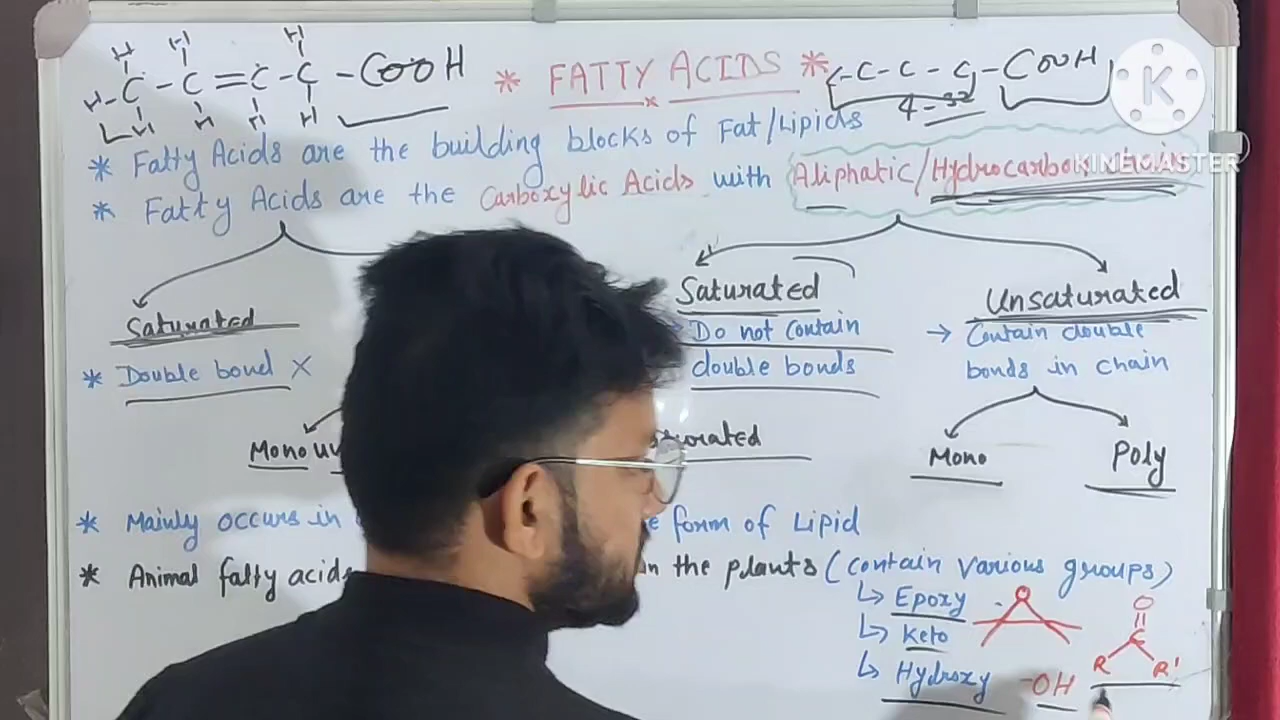 H H H
H-C-C=C-C-COOH * FATTY ACIDS * C-C-C-C-COOH
H H H H 4-32
K
KINEMASTER
* Fatty Acids are the building blocks of Fat/Lipids
* Fatty Acids are the Carboxylic Acids with Aliphatic/Hydrocarbon chain
Saturated
* Double bond X
Mono
Saturated
Do not contain
double bonds
Unsaturated
→ Contain double
bonds in chain
Mono Poly
* Mainly occurs in form of Lipid
* Animal fatty acids in the plants (contain various groups)
↳ Epoxy O
↳ Keto O
C
R R'
↳ Hydroxy -OH